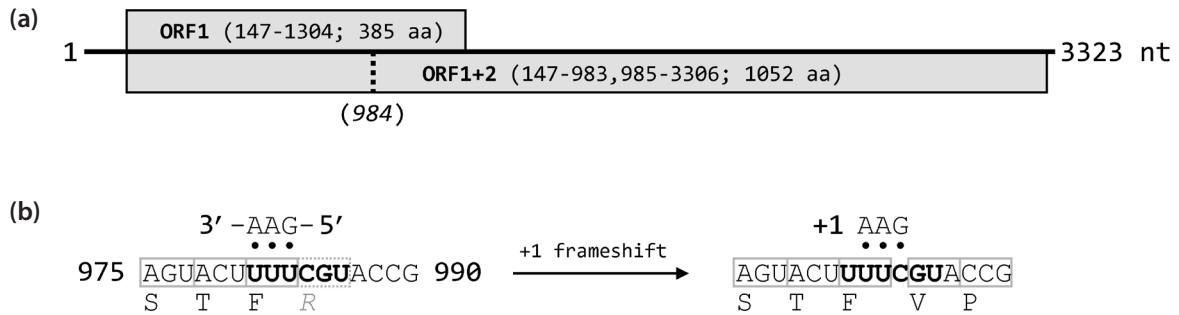 (a)
ORF1 (147-1304; 385 aa)
1
3323 nt
ORF1+2 (147-983,985-3306; 1052 aa)
(984)
(b)
3′ –AAG– 5′
+1 AAG
975 AGUACUUUUCGUACCG 990
+1 frameshift
AGUACUUUUCGUACCG
S T F R
S T F V P